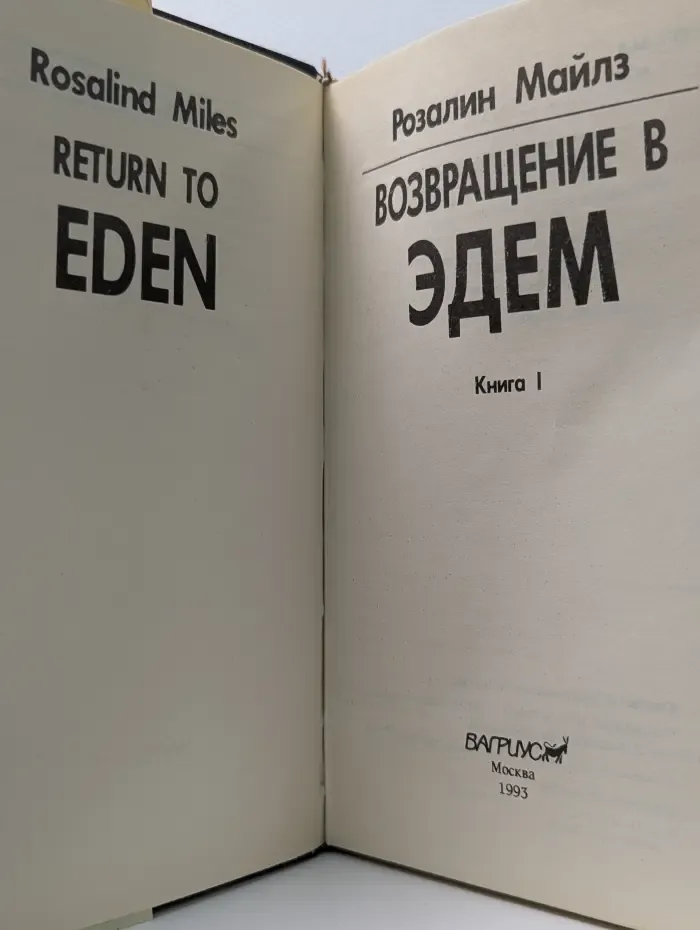 Rosalind Miles
RETURN TO
EDEN
Розалин Майлз
ВОЗВРАЩЕНИЕ В
ЭДЕМ
Книга I
ВАГРИУС
Москва
1993